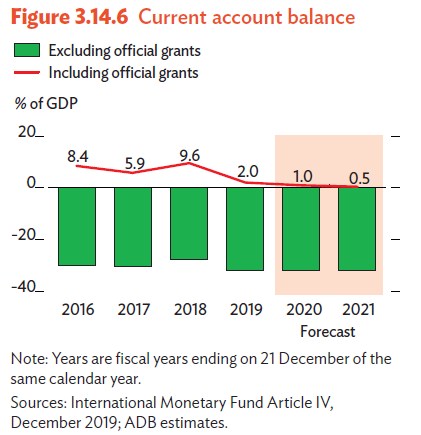 Figure 3.14.6 Current account balance
Excluding official grants
Including official grants
% of GDP
20
8.4 5.9 9.6 2.0 1.0 0.5
0
-20
-40
2016 2017 2018 2019 2020 2021
Forecast
Note: Years are fiscal years ending on 21 December of the
same calendar year.
Sources: International Monetary Fund Article IV,
December 2019; ADB estimates.